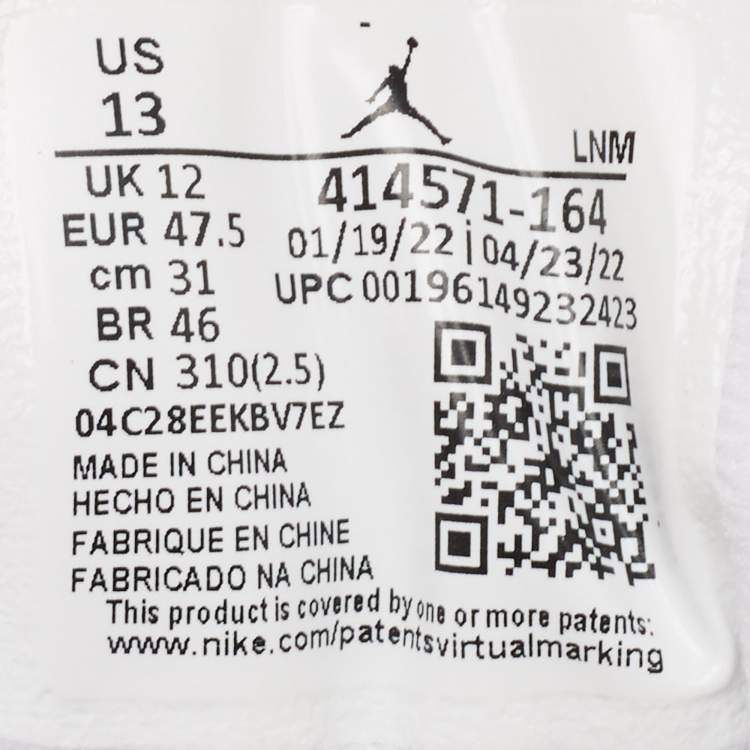 US
13
LNM
UK 12
414571-164
EUR 47.5
01/19/22 | 04/23/22
cm 31
UPC 00196149232423
BR 46
CN 310(2.5)
04C28EEKBV7EZ
MADE IN CHINA
HECHO EN CHINA
FABRIQUE EN CHINE
FABRICADO NA CHINA
This product is covered by one or more patents:
www.nike.com/patentsvirtualmarking